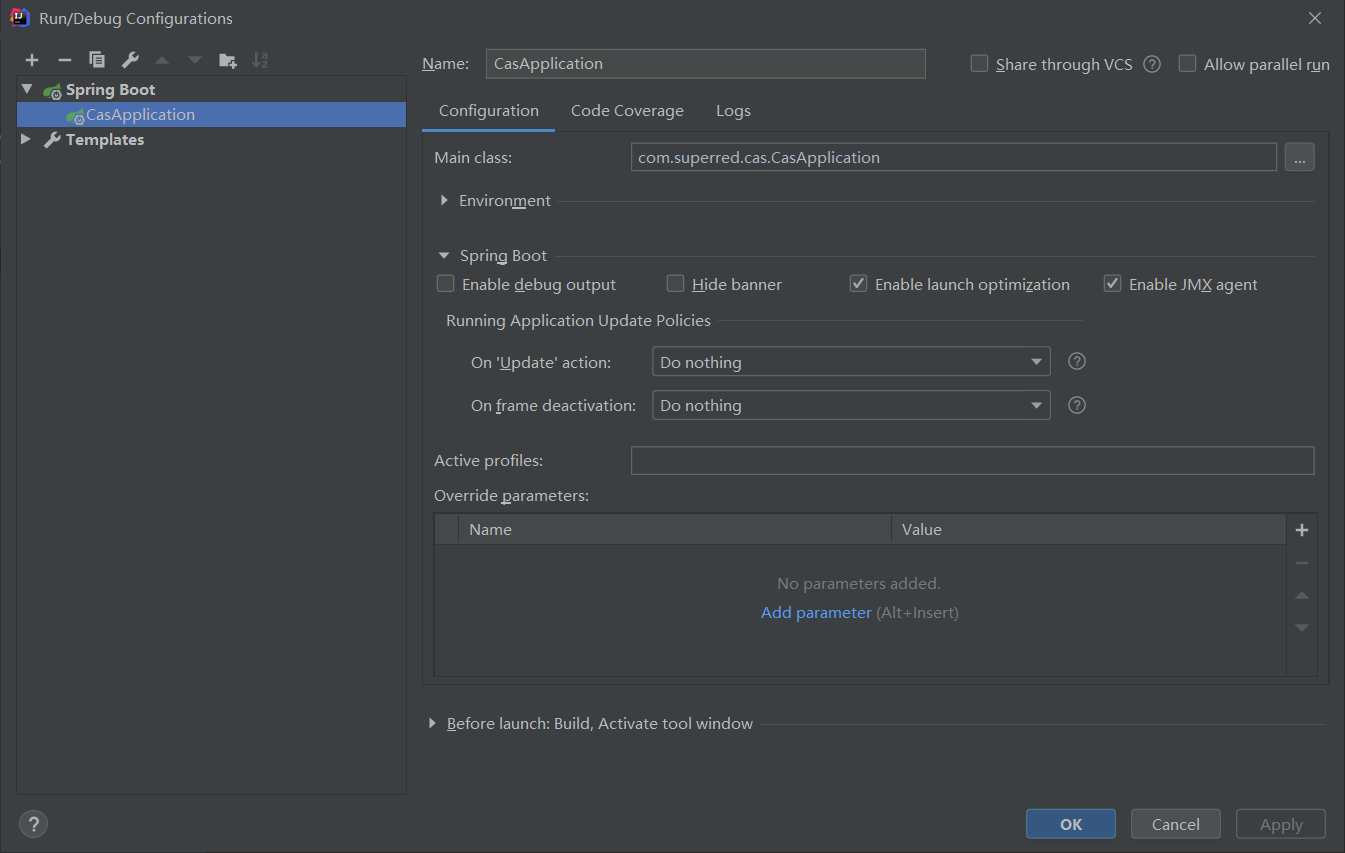 Run/Debug Configurations
Name: CasApplication Share through VCS ? Allow parallel run
Spring Boot
CasApplication
Templates
Configuration Code Coverage Logs
Main class: com.superred.cas.CasApplication ...
Environment
Spring Boot
Enable debug output Hide banner Enable launch optimization Enable JMX agent
Running Application Update Policies
On 'Update' action: Do nothing ?
On frame deactivation: Do nothing ?
Active profiles:
Override parameters:
Name Value
No parameters added.
Add parameter (Alt+Insert)
Before launch: Build, Activate tool window
? OK Cancel Apply